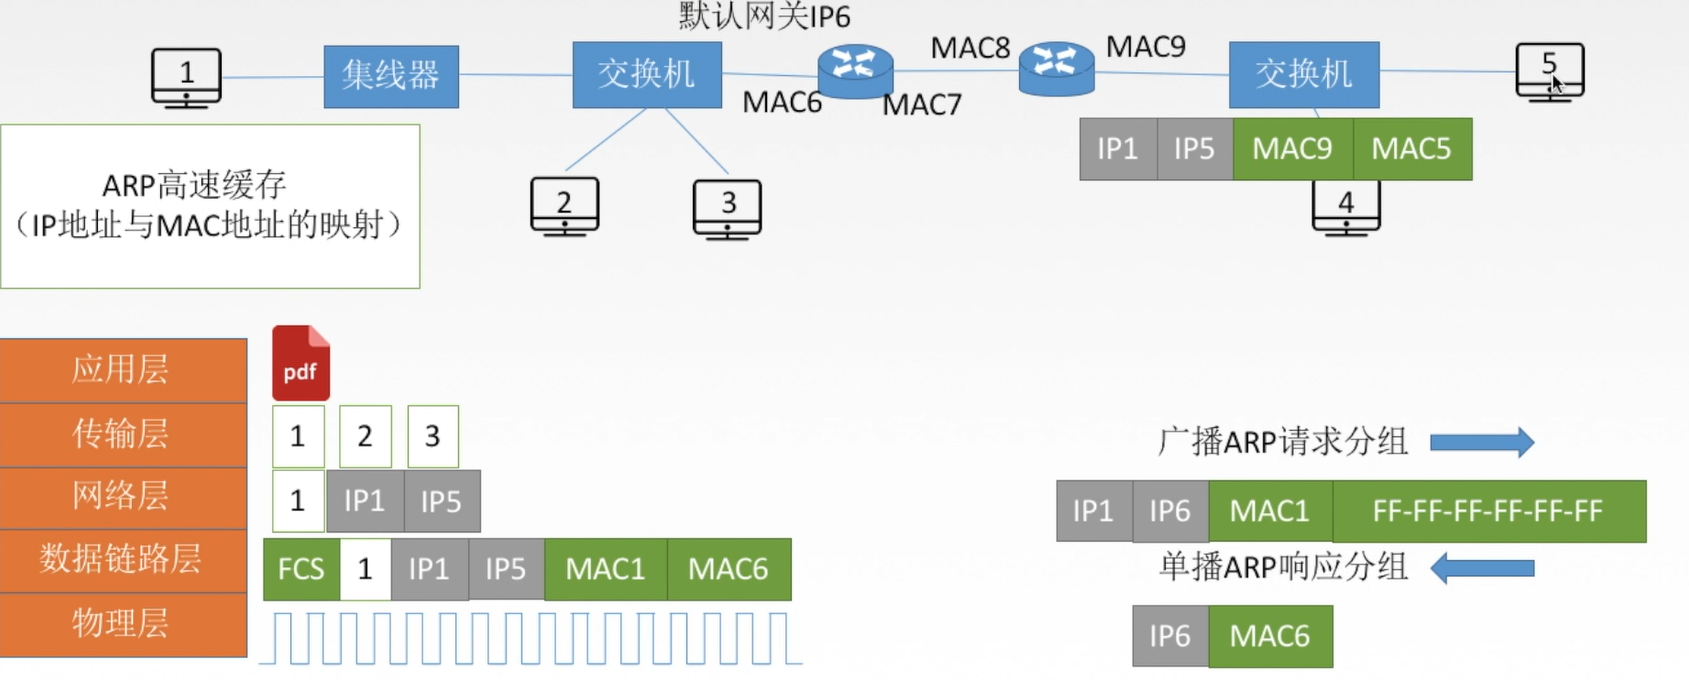 默认网关IP6
1
集线器
交换机
MAC6
MAC7
MAC8
MAC9
交换机
5
IP1 IP5 MAC9 MAC5
2
3
4
ARP高速缓存
（IP地址与MAC地址的映射）
应用层
pdf
传输层
1 2 3
网络层
1 IP1 IP5
数据链路层
FCS 1 IP1 IP5 MAC1 MAC6
物理层
广播ARP请求分组
IP1 IP6 MAC1 FF-FF-FF-FF-FF-FF
单播ARP响应分组
IP6 MAC6